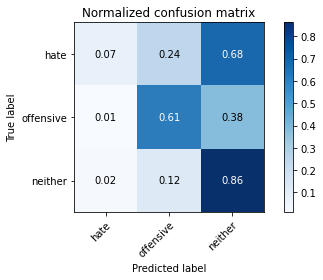 Normalized confusion matrix
True label
hate 0.07 0.24 0.68
offensive 0.01 0.61 0.38
neither 0.02 0.12 0.86
hate offensive neither
Predicted label
0.8
0.7
0.6
0.5
0.4
0.3
0.2
0.1